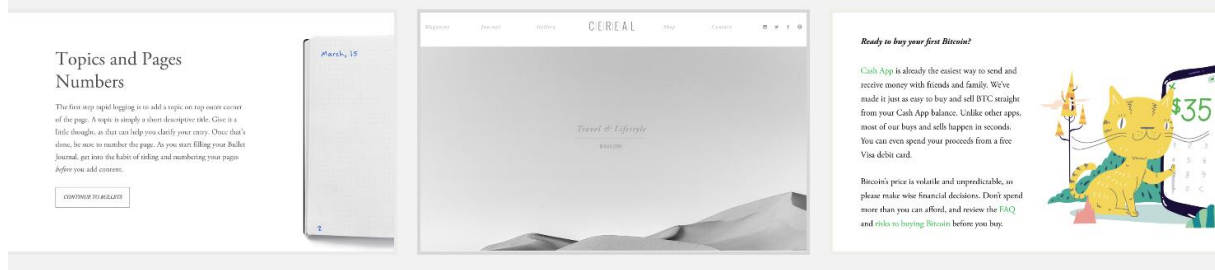 Topics and Pages
Numbers
The first step rapid logging is to add a topic on top outer corner
of the page. A topic is simply a short descriptive title. Give it a
little thought, as that can help you clarify your entry. Once that's
done, be sure to number the page. As you start filling your Bullet
Journal, get into the habit of titling and numbering your pages
before you add content.
CONTINUE TO BULLETS
March, 15
2
Magazine Journal Gallery CEREAL Shop Contact
Travel & Lifestyle
Ready to buy your first Bitcoin?
Cash App is already the easiest way to send and
receive money with friends and family. We've
made it just as easy to buy and sell BTC straight
from your Cash App balance. Unlike other apps,
most of our buys and sells happen in seconds.
You can even spend your proceeds from a free
Visa debit card.
Bitcoin's price is volatile and unpredictable, so
please make wise financial decisions. Don't spend
more than you can afford, and review the FAQ
and risks to buying Bitcoin before you buy.
$35